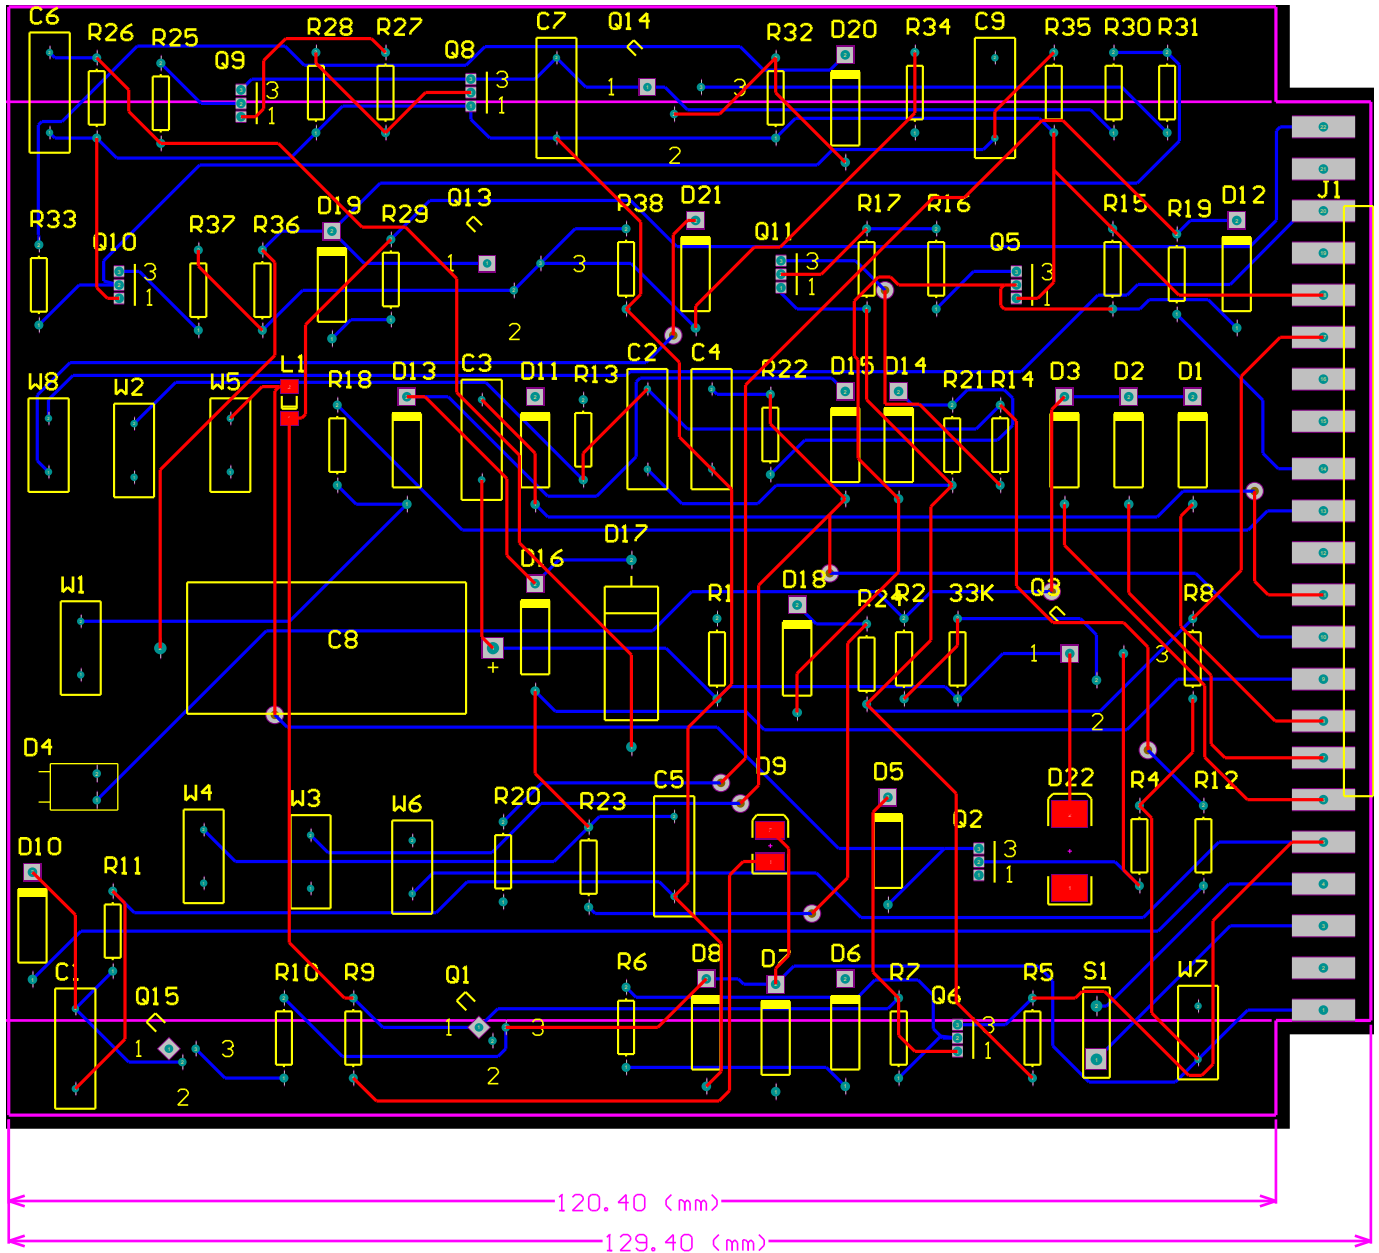 C6 R26 R25 Q9 R28 R27 Q8 C7 Q14 R32 D20 R34 C9 R35 R30 R31
3 1 3 1 1 3 2
J1
R33 Q10 R37 R36 D19 R29 Q13 R38 D21 Q11 R17 R16 Q5 R15 R19 D12
3 1 1 3 2 3 1 3 1
W8 W2 W5 L1 R18 D13 C3 D11 R13 C2 C4 R22 D15 D14 R21 R14 D3 D2 D1
W1 C8 + D16 D17 R1 D18 R24 R2 33K Q3 R8
1 3 2
D4 W4 W3 W6 R20 R23 C5 D9 D5 Q2 D22 R4 R12
3 1
D10 R11
C1 Q15 R10 R9 Q1 R6 D8 D7 D6 R7 Q6 R5 S1 W7
1 3 2 1 3 2 3 1
120.40 (mm)
129.40 (mm)